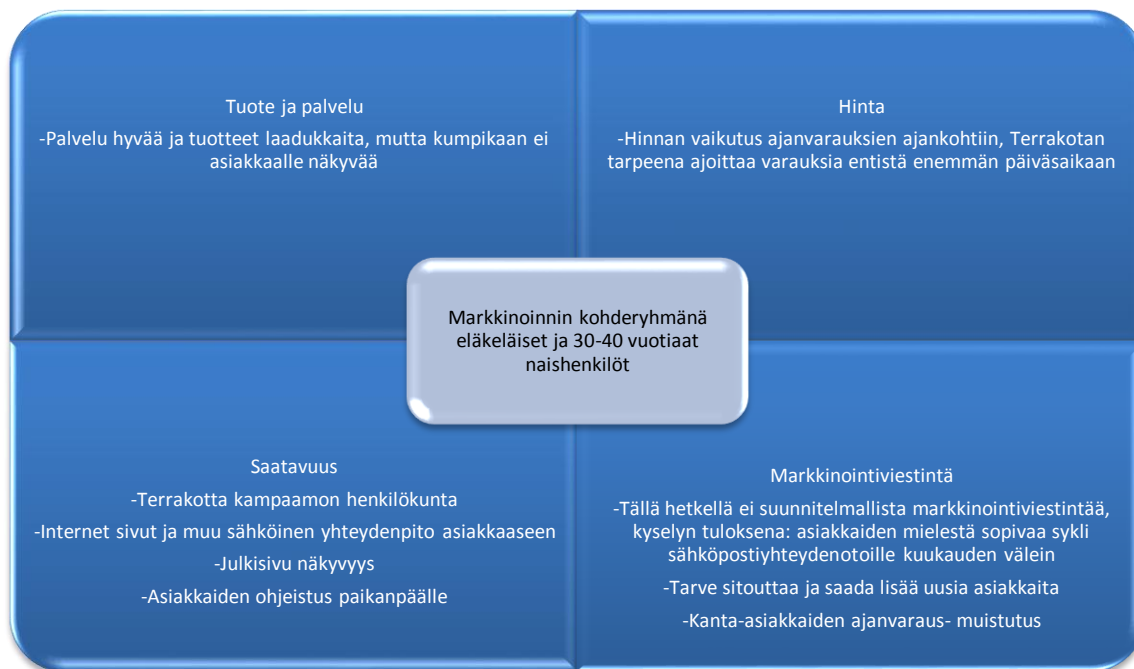 Tuote ja palvelu
-Palvelu hyvää ja tuotteet laadukkaita, mutta kumpikaan ei
asiakkaalle näkyvää
Hinta
-Hinnan vaikutus ajanvarauksien ajankohtiin, Terrakotan
tarpeena ajoittaa varauksia entistä enemmän päiväsaikaan
Markkinoinnin kohderyhmänä
eläkeläiset ja 30-40 vuotiaat
naishenkilöt
Saatavuus
-Terrakotta kampaamon henkilökunta
-Internet sivut ja muu sähköinen yhteydenpito asiakkaaseen
-Julkisivu näkyvyys
-Asiakkaiden ohjeistus paikanpäälle
Markkinointiviestintä
-Tällä hetkellä ei suunnitelmallista markkinointiviestintää,
kyselyn tuloksena: asiakkaiden mielestä sopivaa sykli
sähköpostiyhteydenotoille kuukauden välein
-Tarve sitouttaa ja saada lisää uusia asiakkaita
-Kanta-asiakkaiden ajanvaraus- muistutus